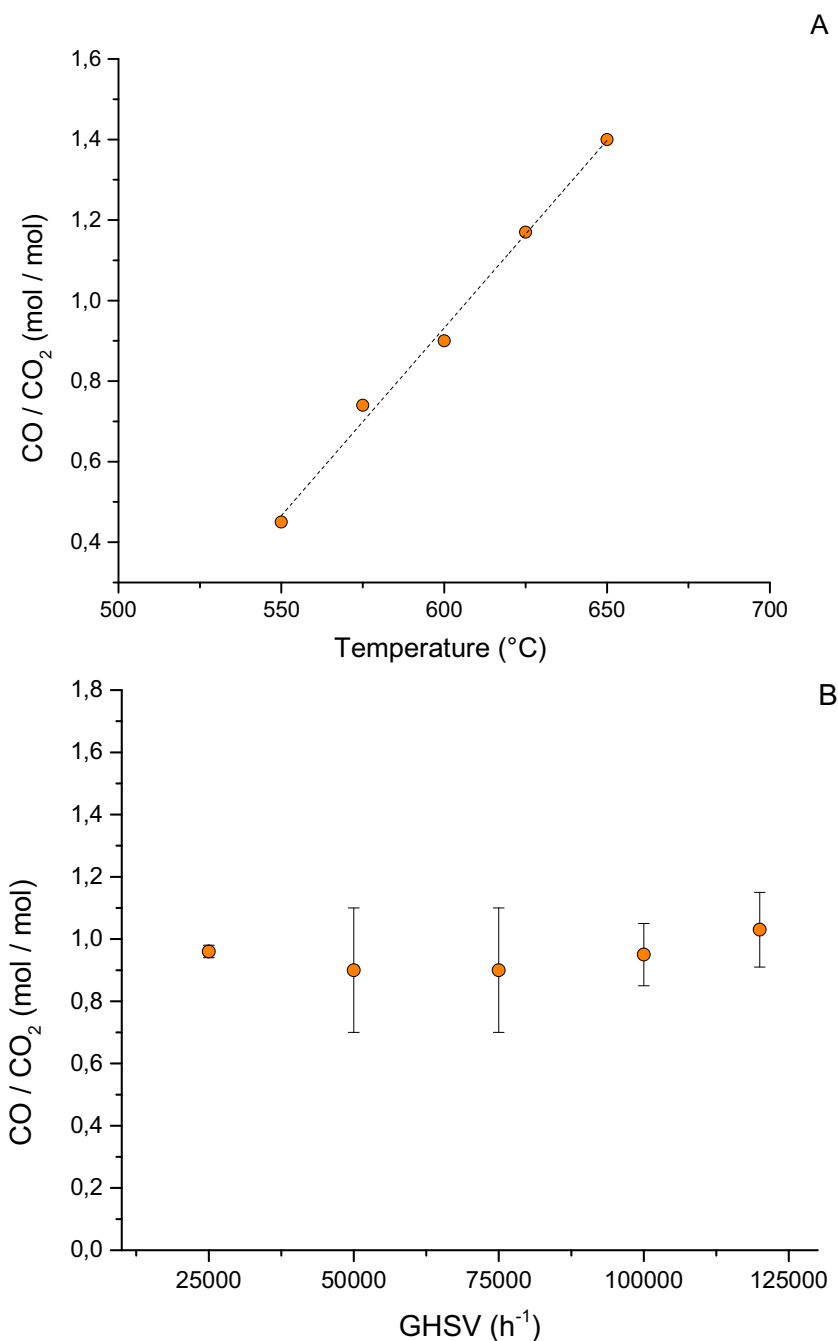 A
1,6
1,4
1,2
1,0
0,8
0,6
0,4
CO / CO₂ (mol / mol)
500 550 600 650 700
Temperature (°C)
B
1,8
1,6
1,4
1,2
1,0
0,8
0,6
0,4
0,2
0,0
CO / CO₂ (mol / mol)
25000 50000 75000 100000 125000
GHSV (h⁻¹)